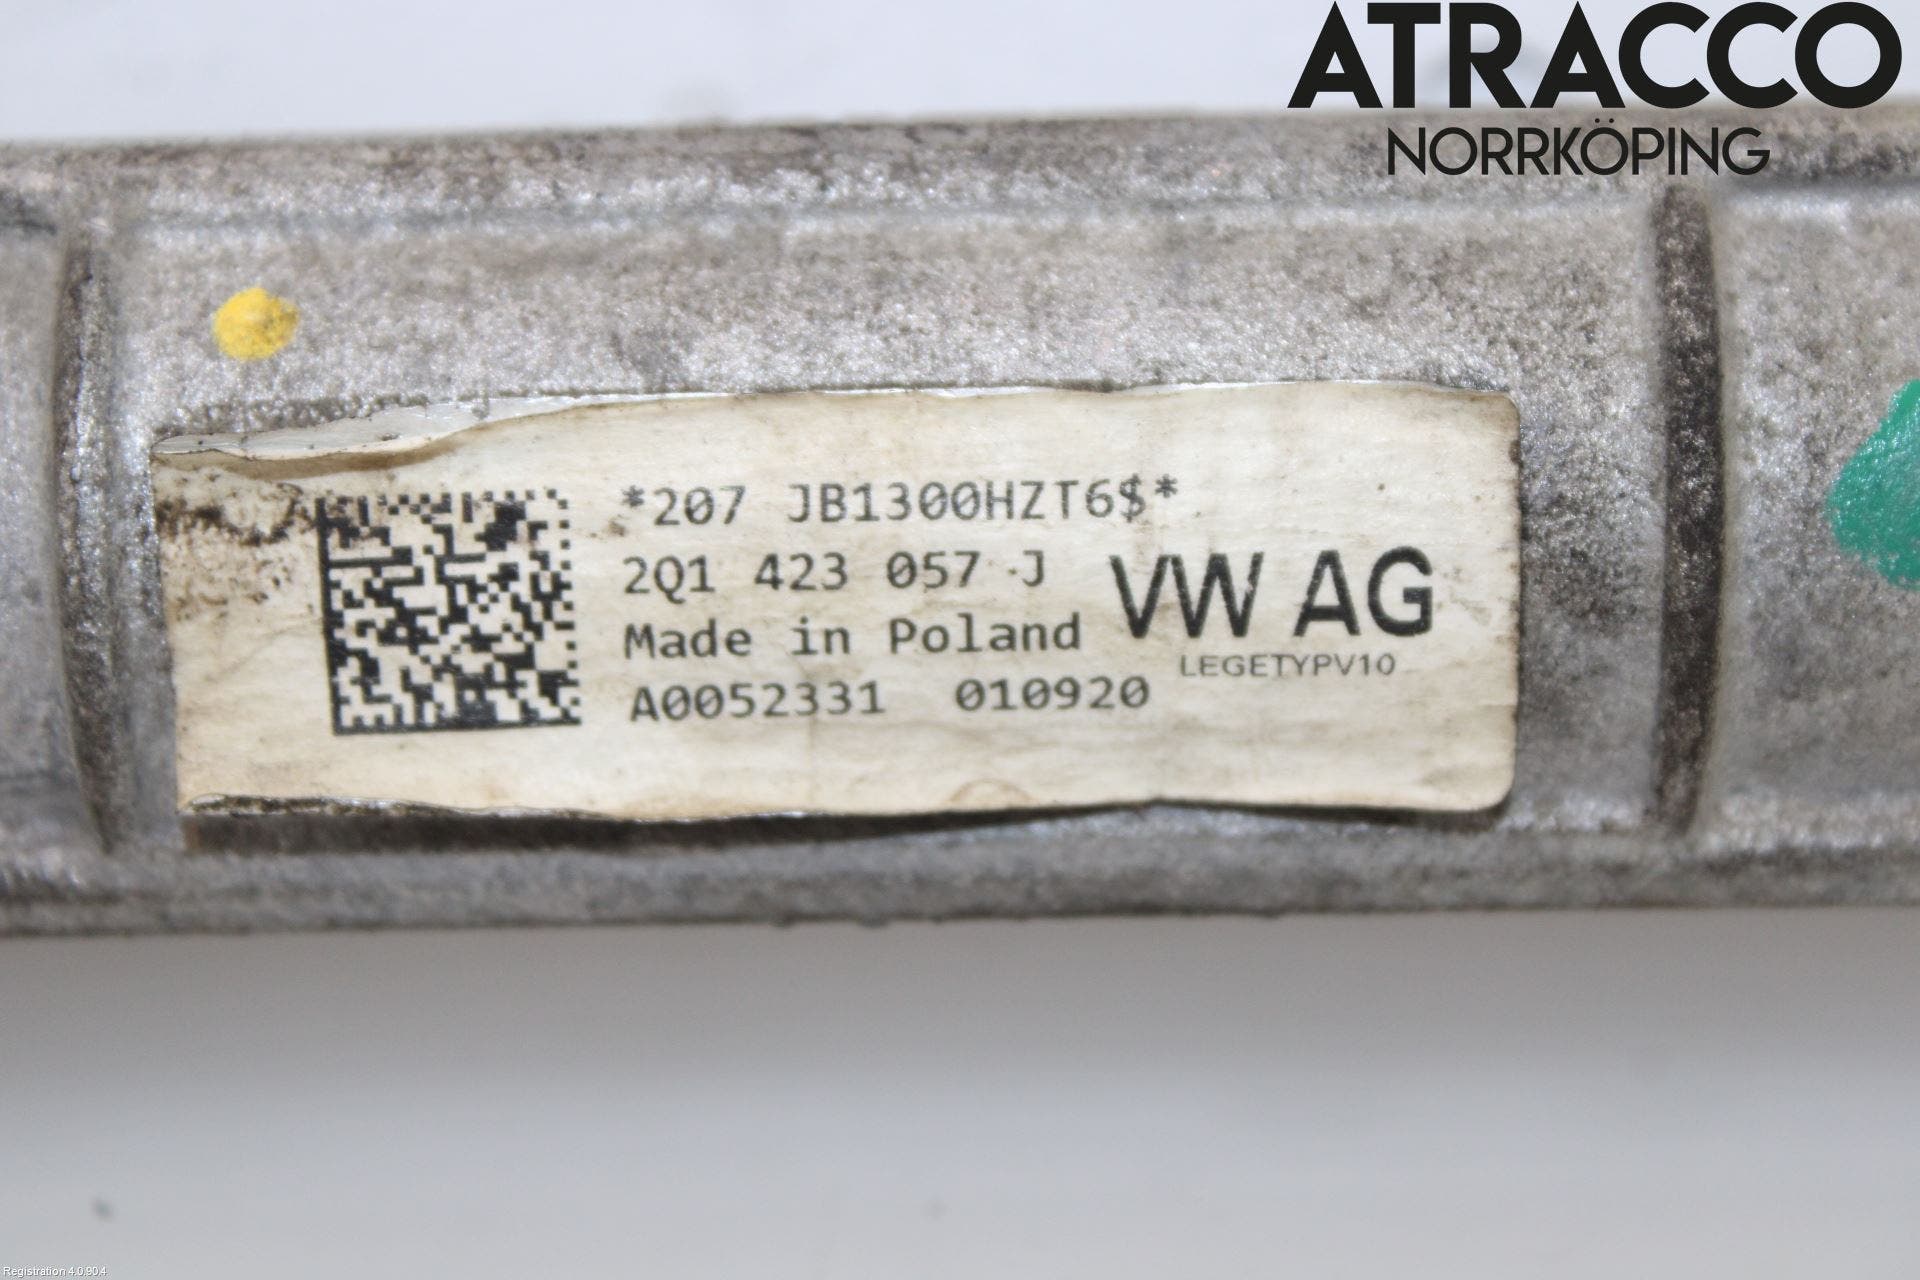 ATRACCO
NORRKÖPING
*207 JB1300HZT6$*
2Q1 423 057 J
VW AG
Made in Poland
LEGETYPV10
A0052331 010920
Registration 4.0.90.4